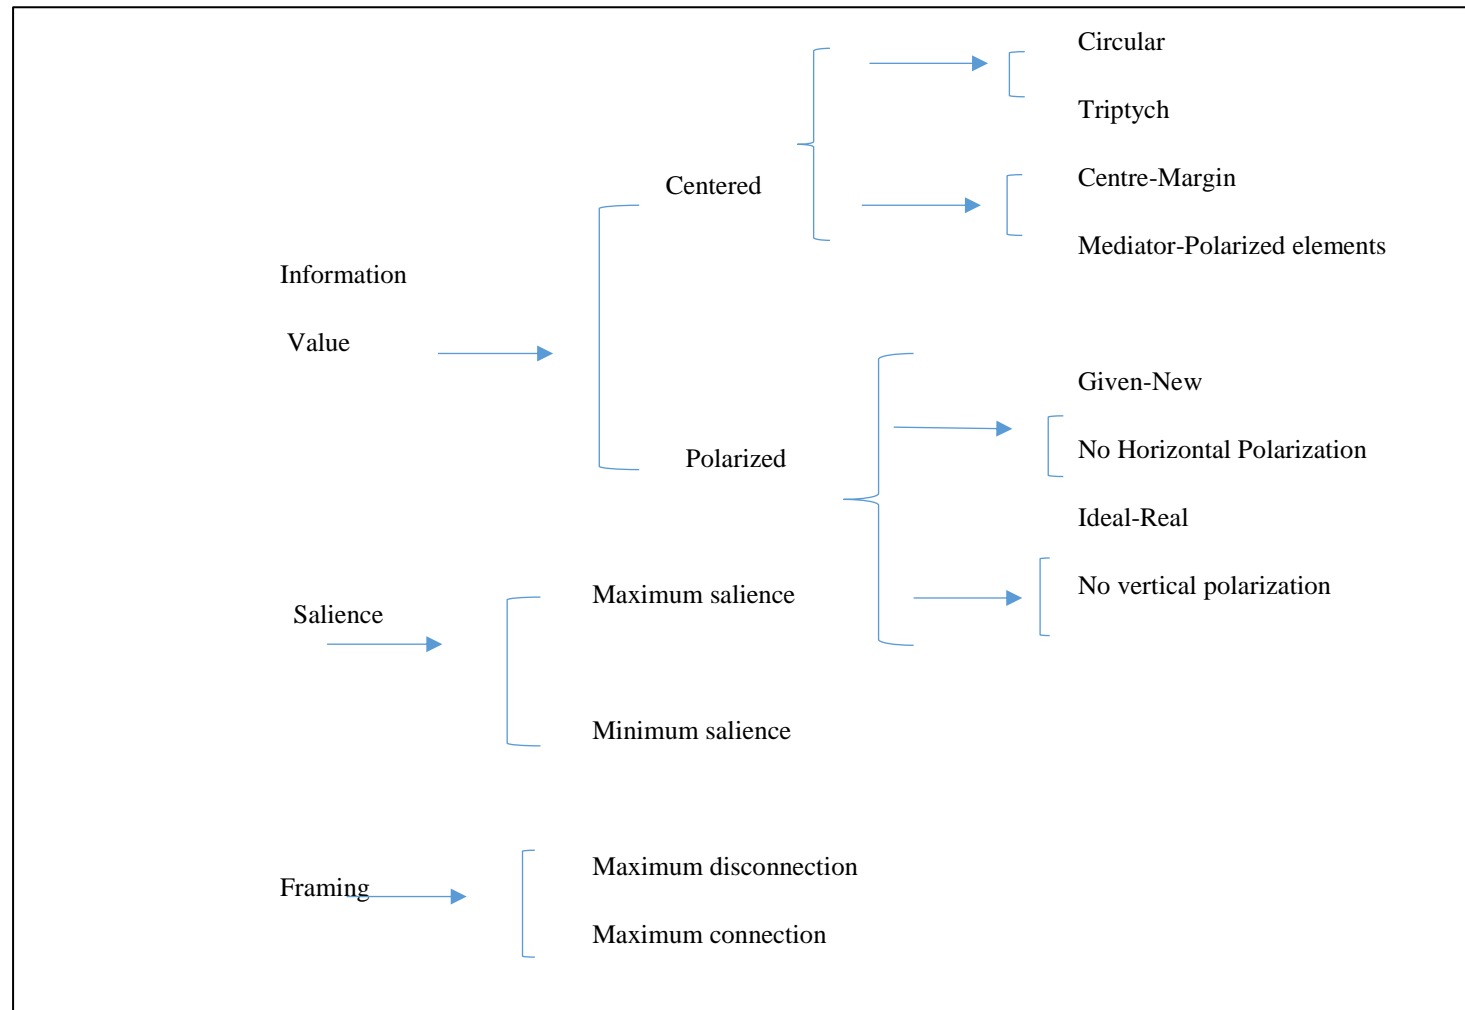 Circular
Triptych
Centered
Centre-Margin
Mediator-Polarized elements
Information
Value
Given-New
No Horizontal Polarization
Polarized
Ideal-Real
No vertical polarization
Salience
Maximum salience
Minimum salience
Framing
Maximum disconnection
Maximum connection